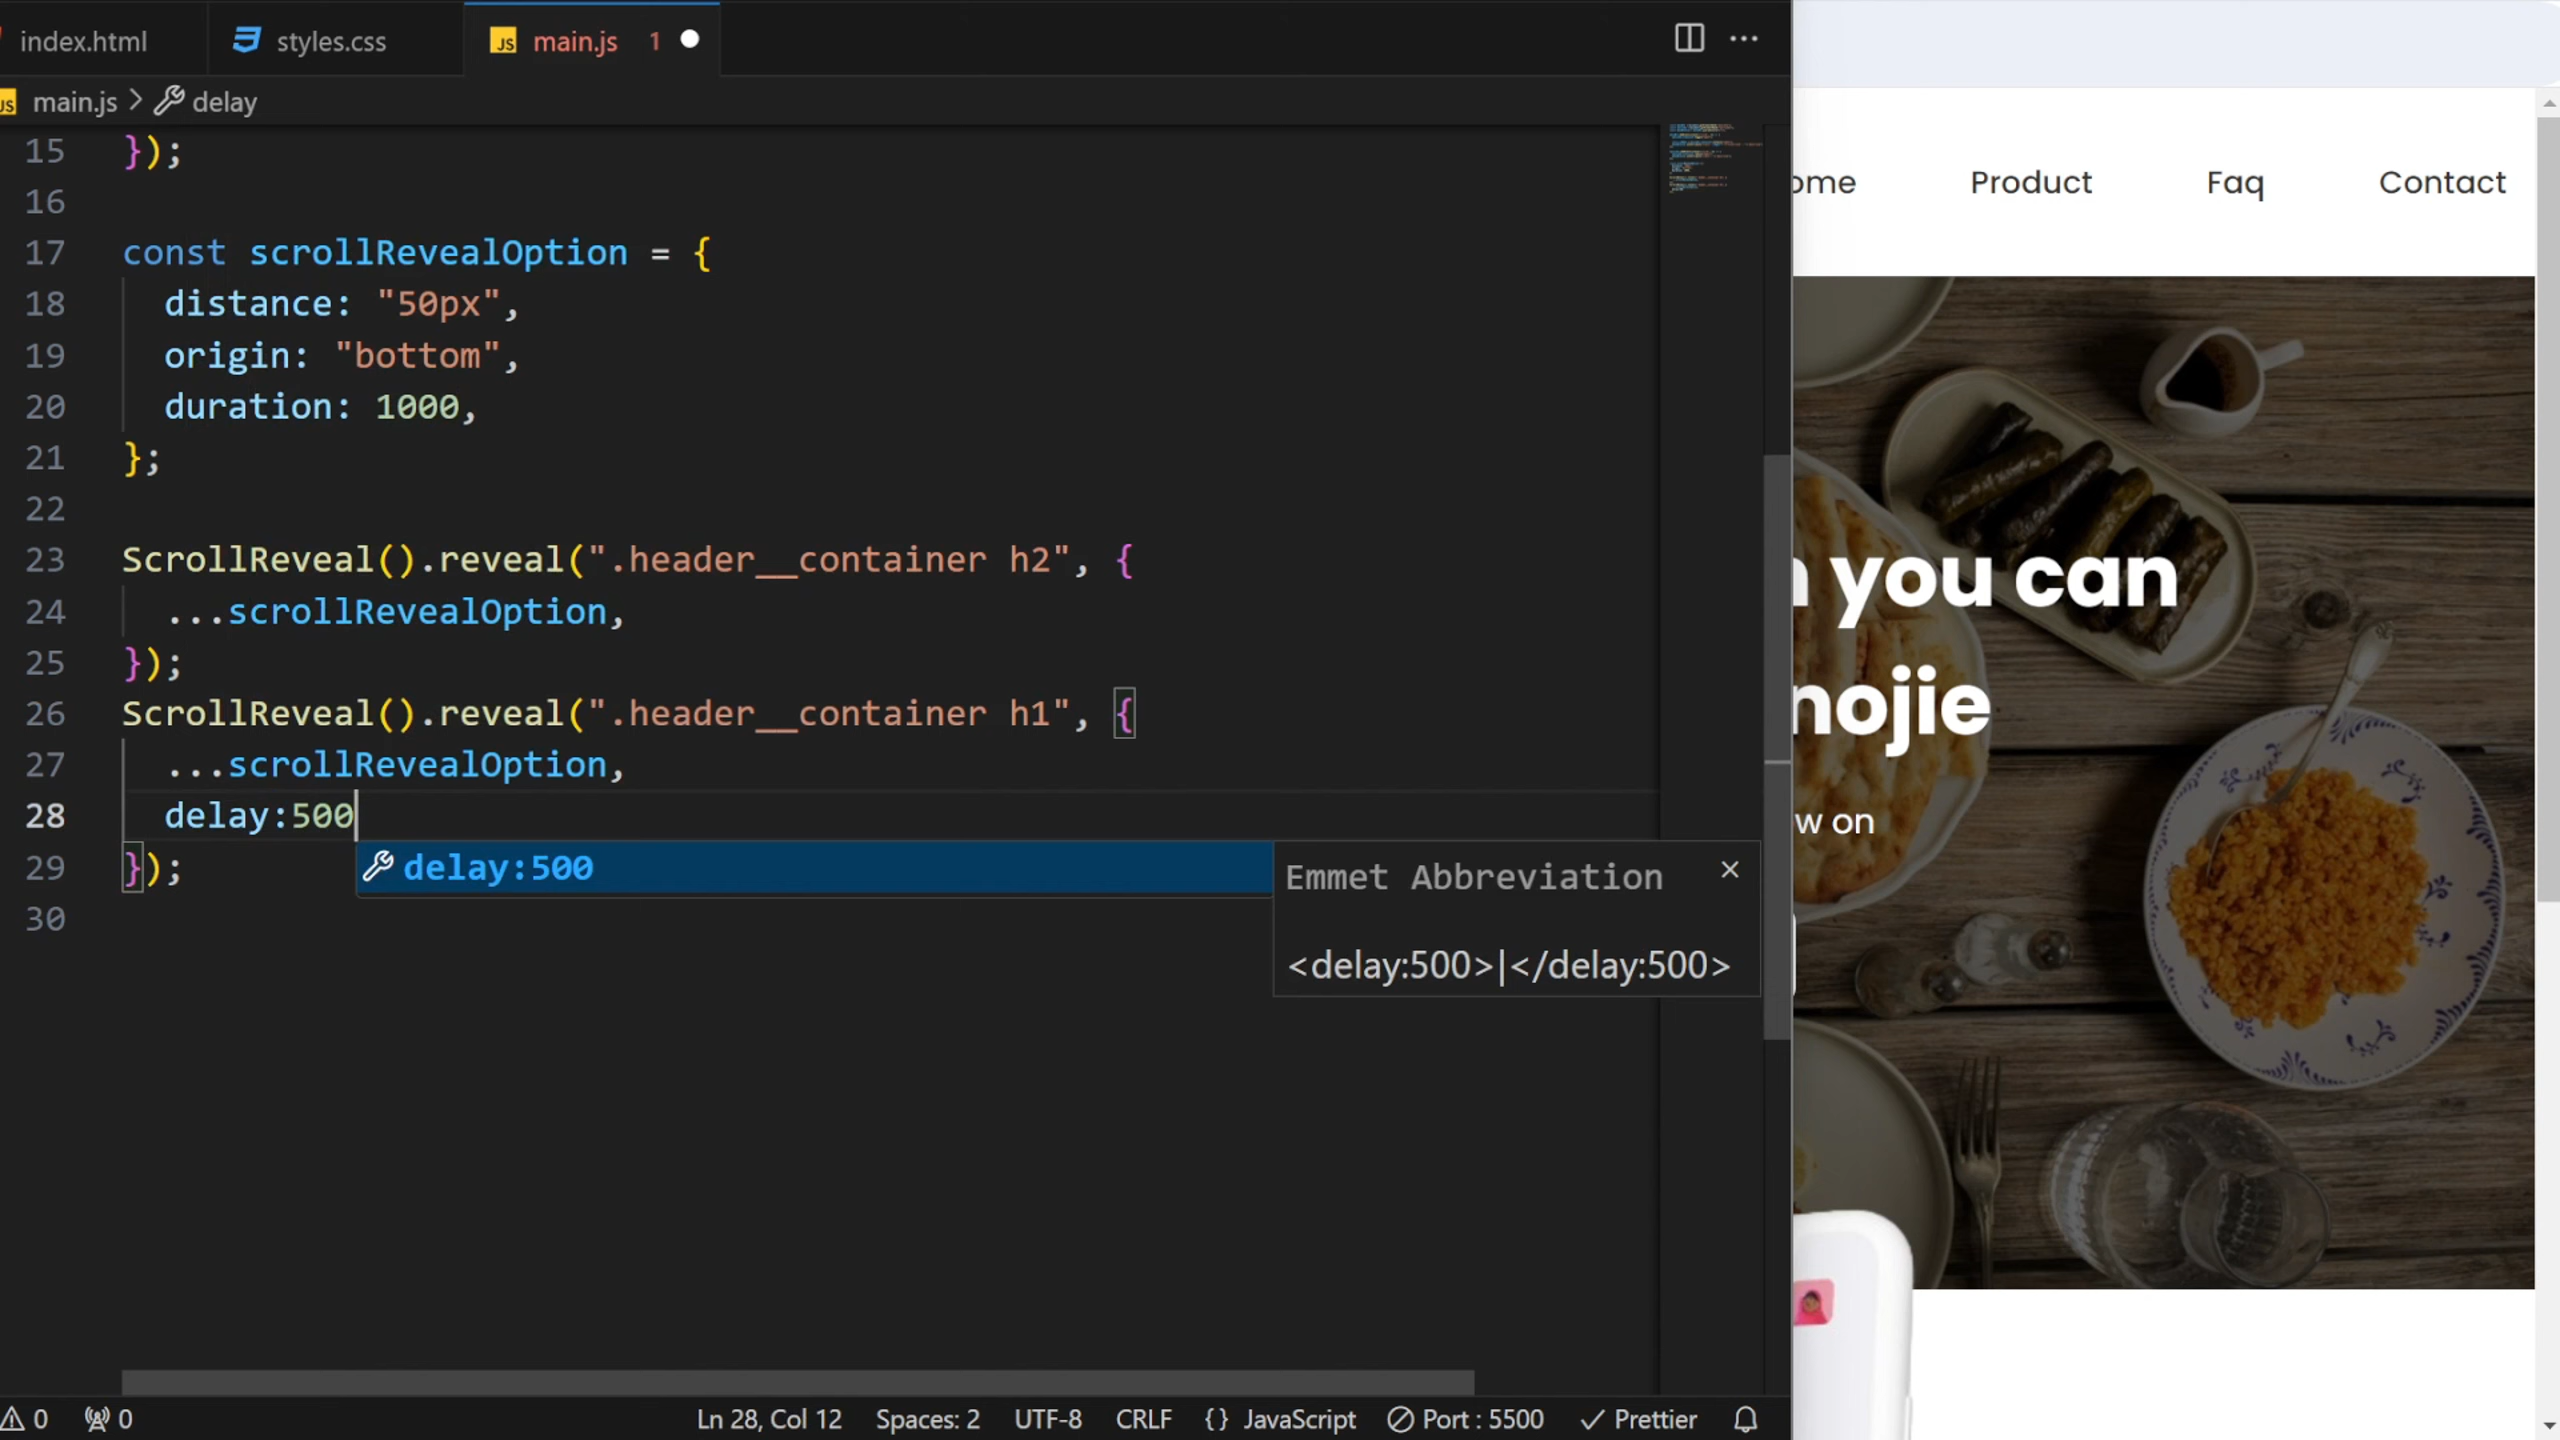 index.html
styles.css
JS main.js 1
JS main.js > delay
15 });
16
17 const scrollRevealOption = {
18 distance: "50px",
19 origin: "bottom",
20 duration: 1000,
21 };
22
23 ScrollReveal().reveal(".header__container h2", {
24 ...scrollRevealOption,
25 });
26 ScrollReveal().reveal(".header__container h1", {
27 ...scrollRevealOption,
28 delay:500
29 });
30
delay:500
Emmet Abbreviation
<delay:500>|</delay:500>
0 0 Ln 28, Col 12 Spaces: 2 UTF-8 CRLF {} JavaScript Port : 5500 Prettier
ome Product Faq Contact
you can
nojie
w on